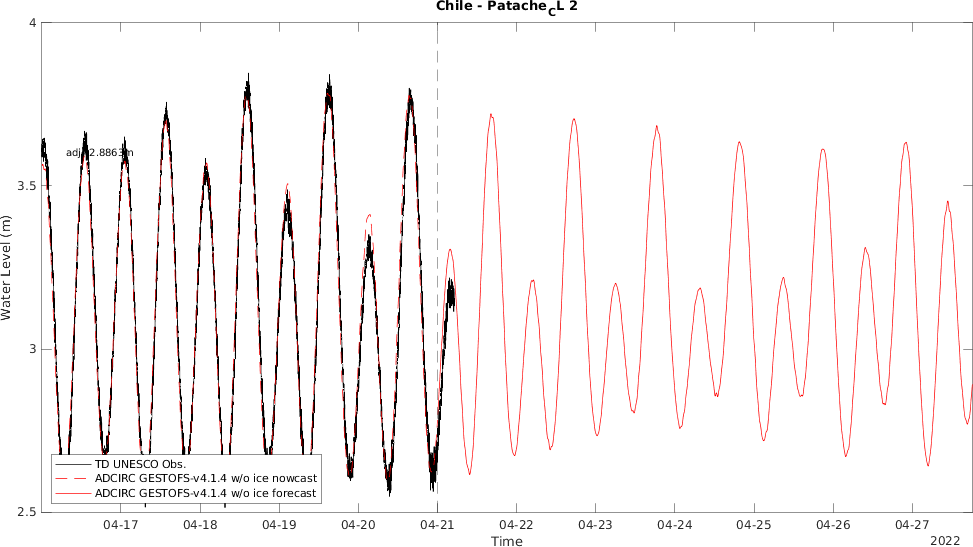 Chile - Patache_CL 2
4
3.5
3
2.5
Water Level (m)
adj: 2.8863m
TD UNESCO Obs.
ADCIRC GESTOFS-v4.1.4 w/o ice nowcast
ADCIRC GESTOFS-v4.1.4 w/o ice forecast
04-17 04-18 04-19 04-20 04-21 04-22 04-23 04-24 04-25 04-26 04-27
Time
2022